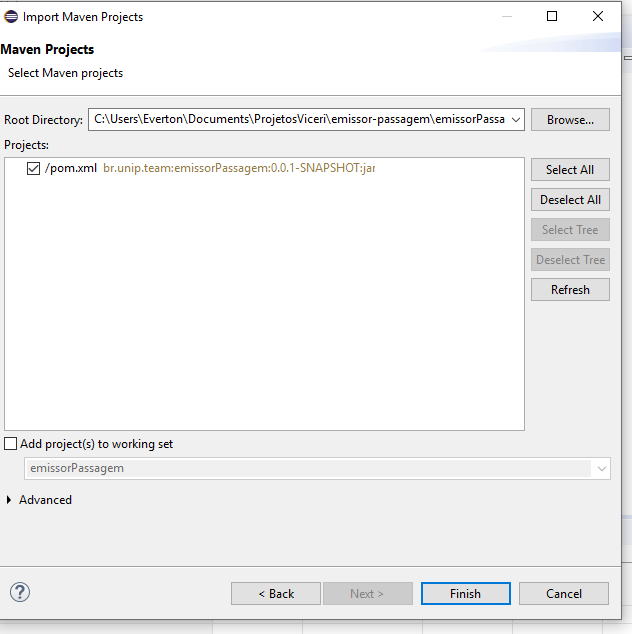 Import Maven Projects
Maven Projects
Select Maven projects
Root Directory: C:\Users\Everton\Documents\ProjetosViceri\emissor-passagem\emissorPassa Browse...
Projects:
/pom.xml br.unip.team:emissorPassagem:0.0.1-SNAPSHOT:jar
Select All
Deselect All
Select Tree
Deselect Tree
Refresh
Add project(s) to working set
emissorPassagem
Advanced
? < Back Next > Finish Cancel